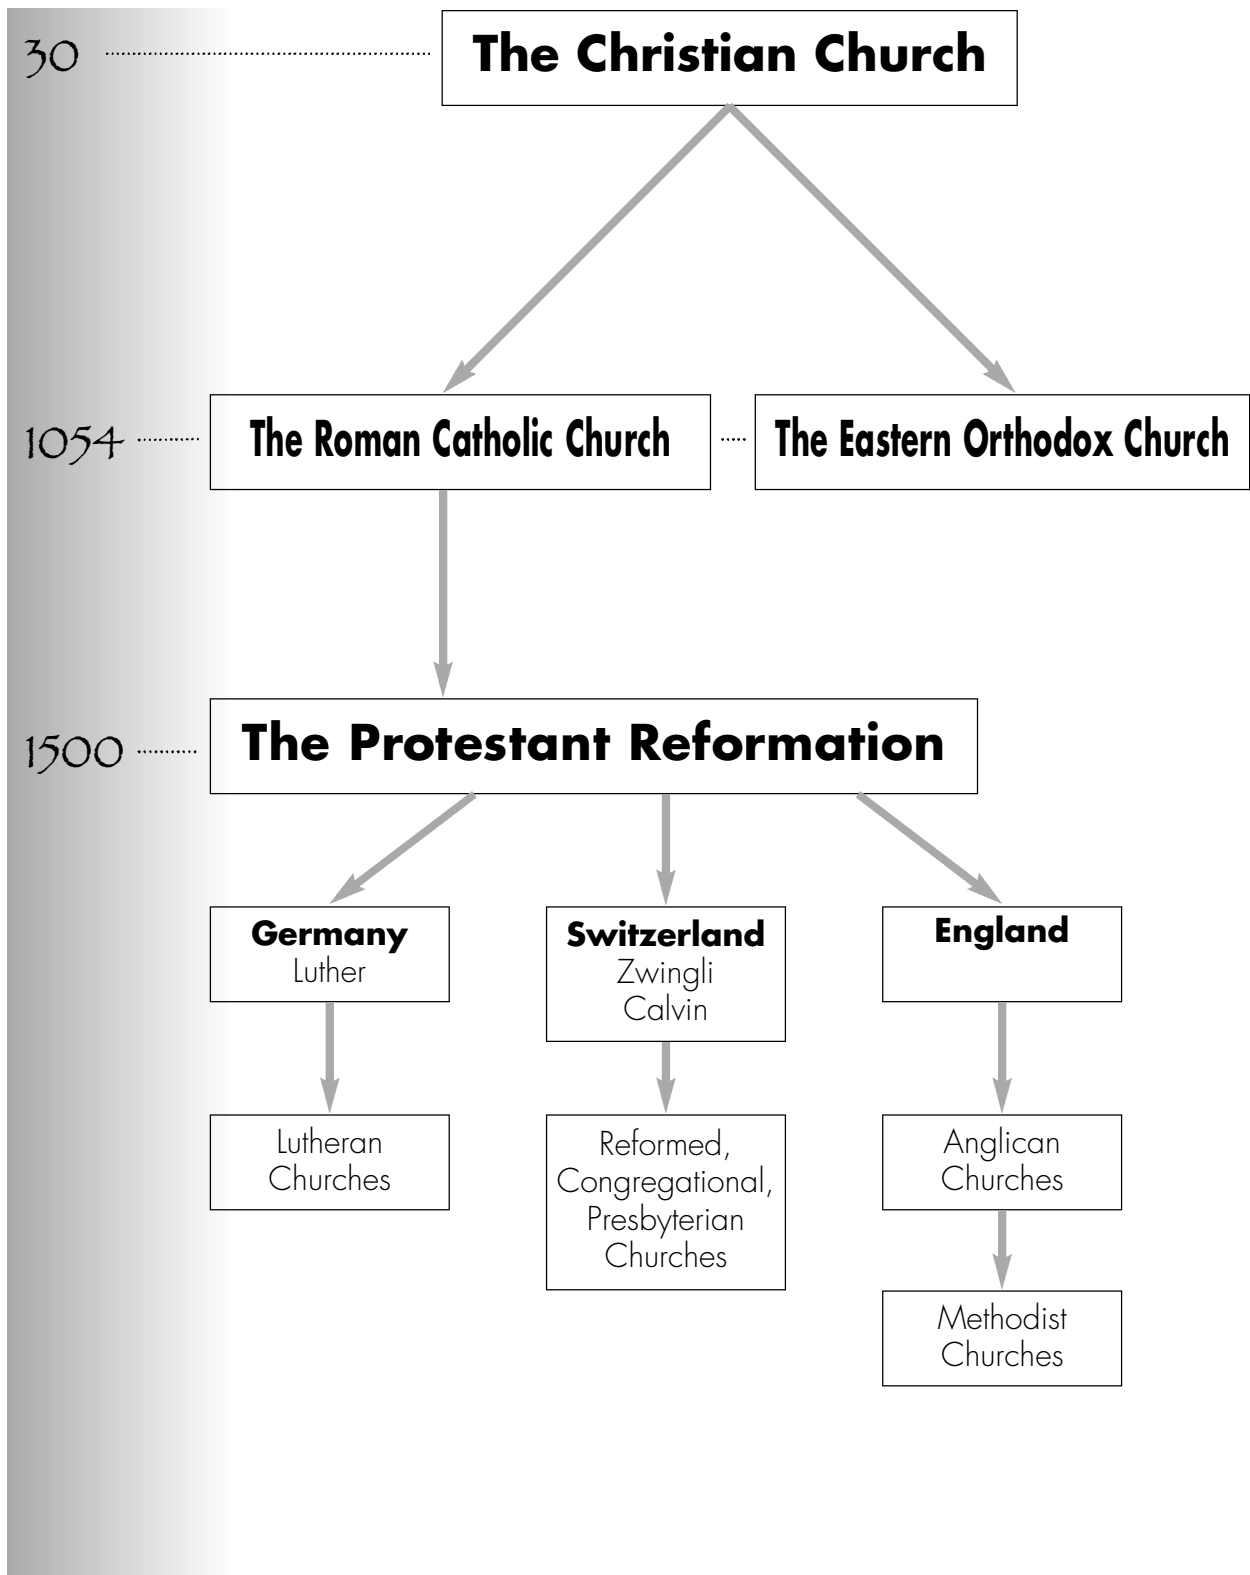 30
The Christian Church
1054
The Roman Catholic Church
The Eastern Orthodox Church
1500
The Protestant Reformation
Germany
Luther
Switzerland
Zwingli
Calvin
England
Lutheran
Churches
Reformed,
Congregational,
Presbyterian
Churches
Anglican
Churches
Methodist
Churches